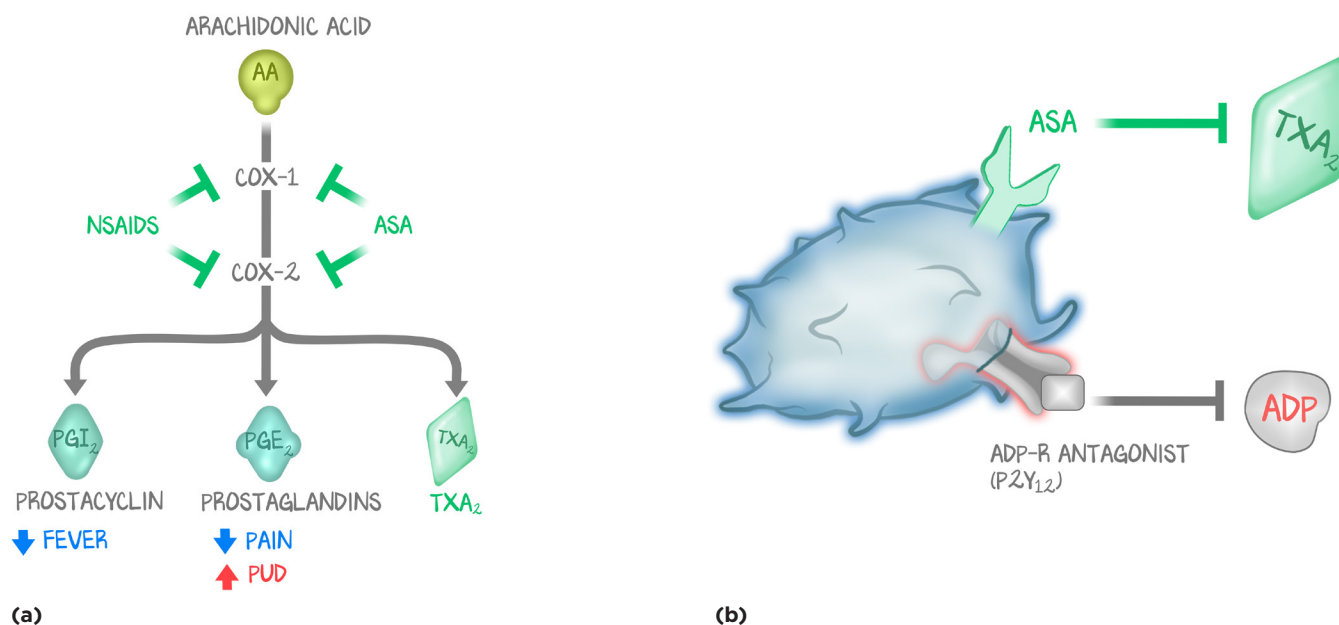 ARACHIDONIC ACID
AA
COX-1
NSAIDS
ASA
COX-2
PGI₂
PGE₂
TXA₂
PROSTACYCLIN
PROSTAGLANDINS
TXA₂
FEVER
PAIN
PUD
(a)
ASA
TXA₂
ADP
ADP-R ANTAGONIST
(P2Y₁₂)
(b)